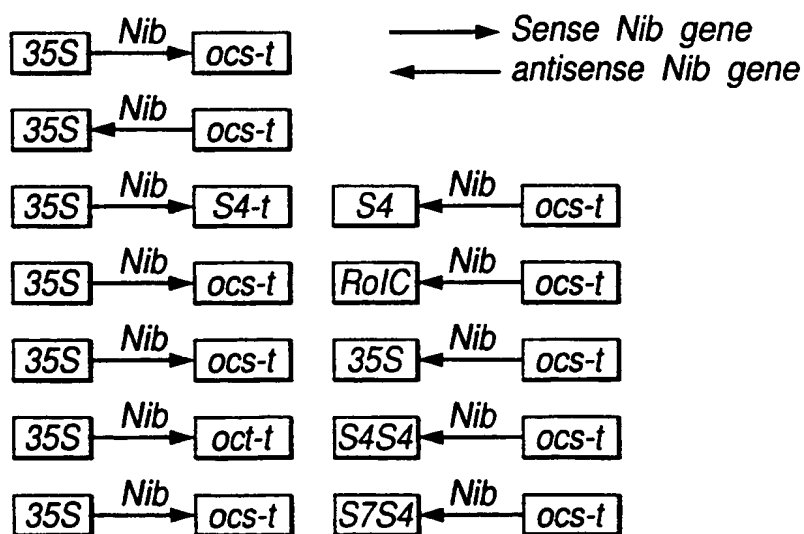 35S Nib ocs-t Sense Nib gene
35S Nib ocs-t antisense Nib gene
35S Nib S4-t S4 Nib ocs-t
35S Nib ocs-t RolC Nib ocs-t
35S Nib ocs-t 35S Nib ocs-t
35S Nib oct-t S4S4 Nib ocs-t
35S Nib ocs-t S7S4 Nib ocs-t